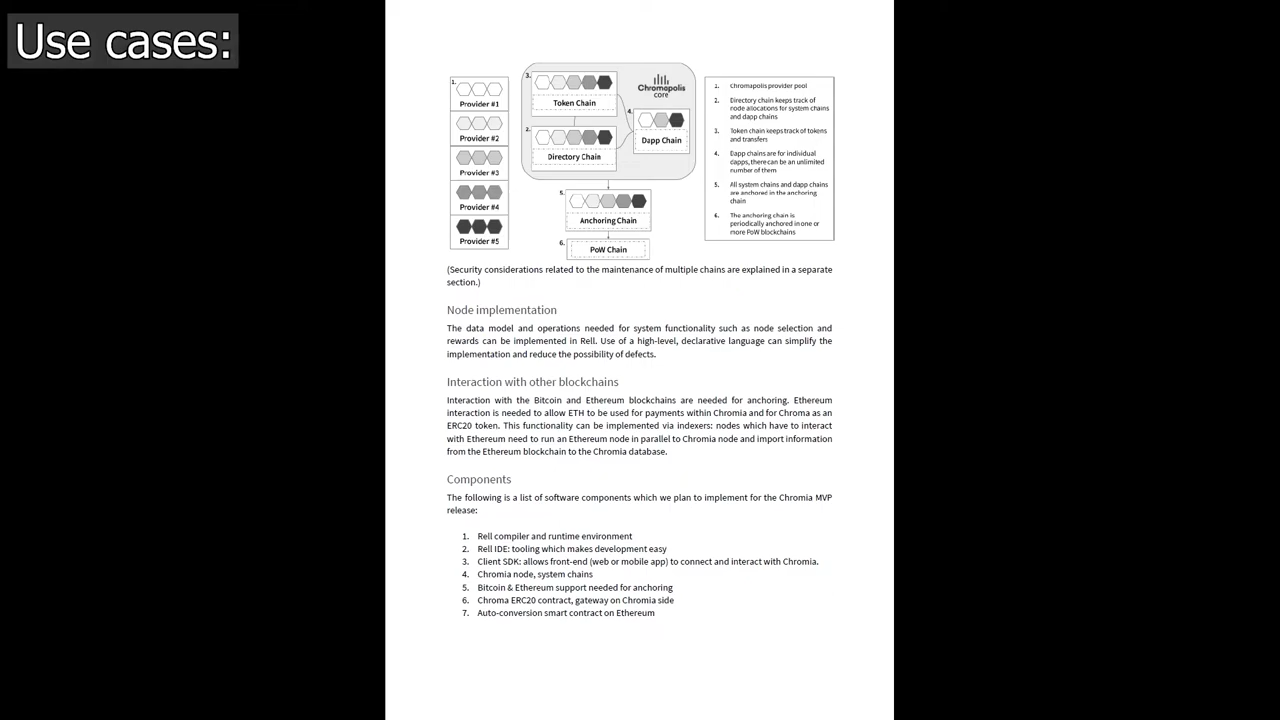 Use cases:
1.
Provider #1
Provider #2
Provider #3
Provider #4
Provider #5
3.
Token Chain
2.
Directory Chain
Chromapolis
core
4.
Dapp Chain
5.
Anchoring Chain
6.
PoW Chain
1. Chromapolis provider pool
2. Directory chain keeps track of
node allocations for system chains
and dapp chains
3. Token chain keeps track of tokens
and transfers
4. Dapp chains are for individual
dapps, there can be an unlimited
number of them
5. All system chains and dapp chains
are anchored in the anchoring
chain
6. The anchoring chain is
periodically anchored in one or
more PoW blockchains
(Security considerations related to the maintenance of multiple chains are explained in a separate
section.)
Node implementation
The data model and operations needed for system functionality such as node selection and
rewards can be implemented in Rell. Use of a high-level, declarative language can simplify the
implementation and reduce the possibility of defects.
Interaction with other blockchains
Interaction with the Bitcoin and Ethereum blockchains are needed for anchoring. Ethereum
interaction is needed to allow ETH to be used for payments within Chromia and for Chroma as an
ERC20 token. This functionality can be implemented via indexers: nodes which have to interact
with Ethereum need to run an Ethereum node in parallel to Chromia node and import information
from the Ethereum blockchain to the Chromia database.
Components
The following is a list of software components which we plan to implement for the Chromia MVP
release:
1. Rell compiler and runtime environment
2. Rell IDE: tooling which makes development easy
3. Client SDK: allows front-end (web or mobile app) to connect and interact with Chromia.
4. Chromia node, system chains
5. Bitcoin & Ethereum support needed for anchoring
6. Chroma ERC20 contract, gateway on Chromia side
7. Auto-conversion smart contract on Ethereum